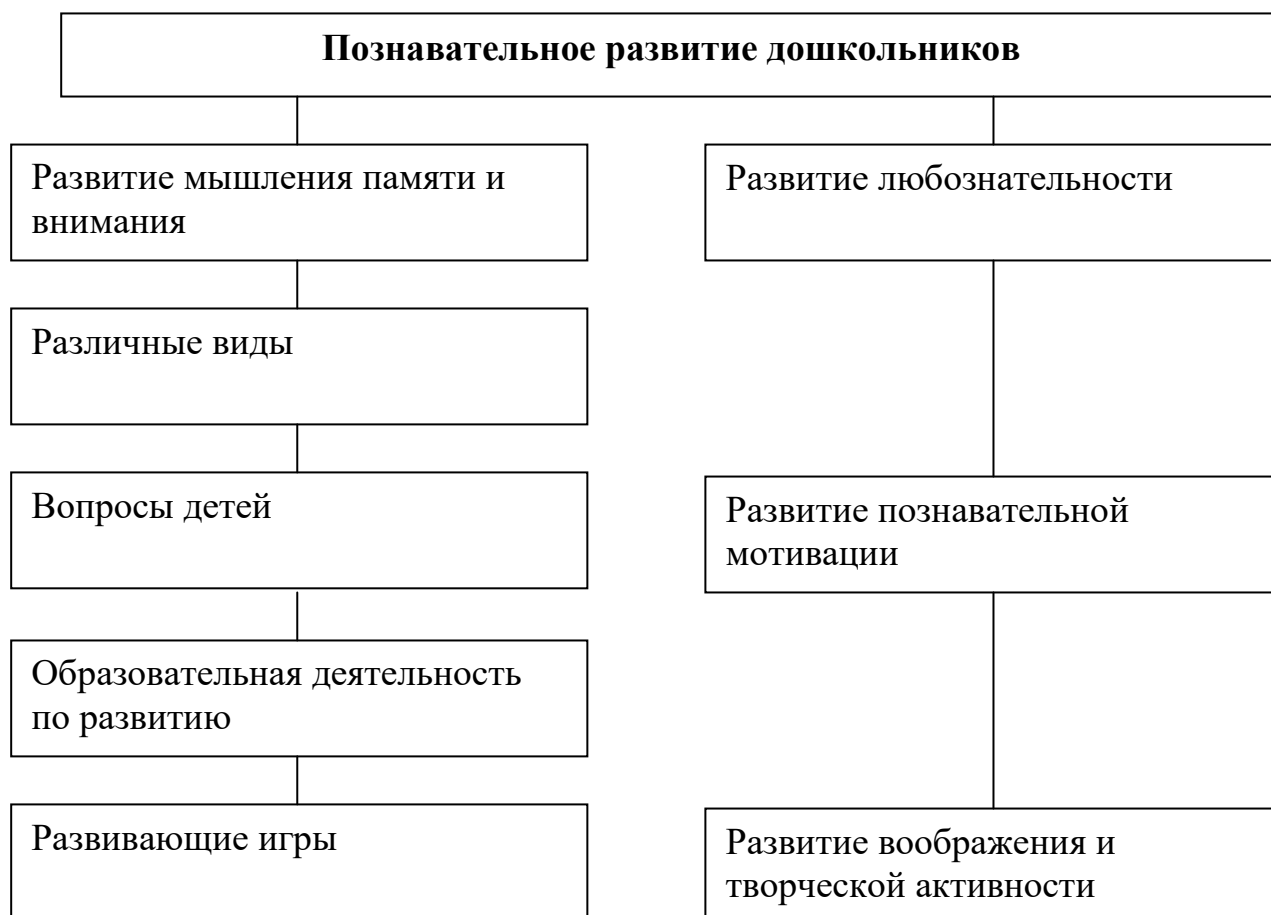 Познавательное развитие дошкольников
Развитие мышления памяти и
внимания
Развитие любознательности
Различные виды
Вопросы детей
Развитие познавательной
мотивации
Образовательная деятельность
по развитию
Развивающие игры
Развитие воображения и
творческой активности